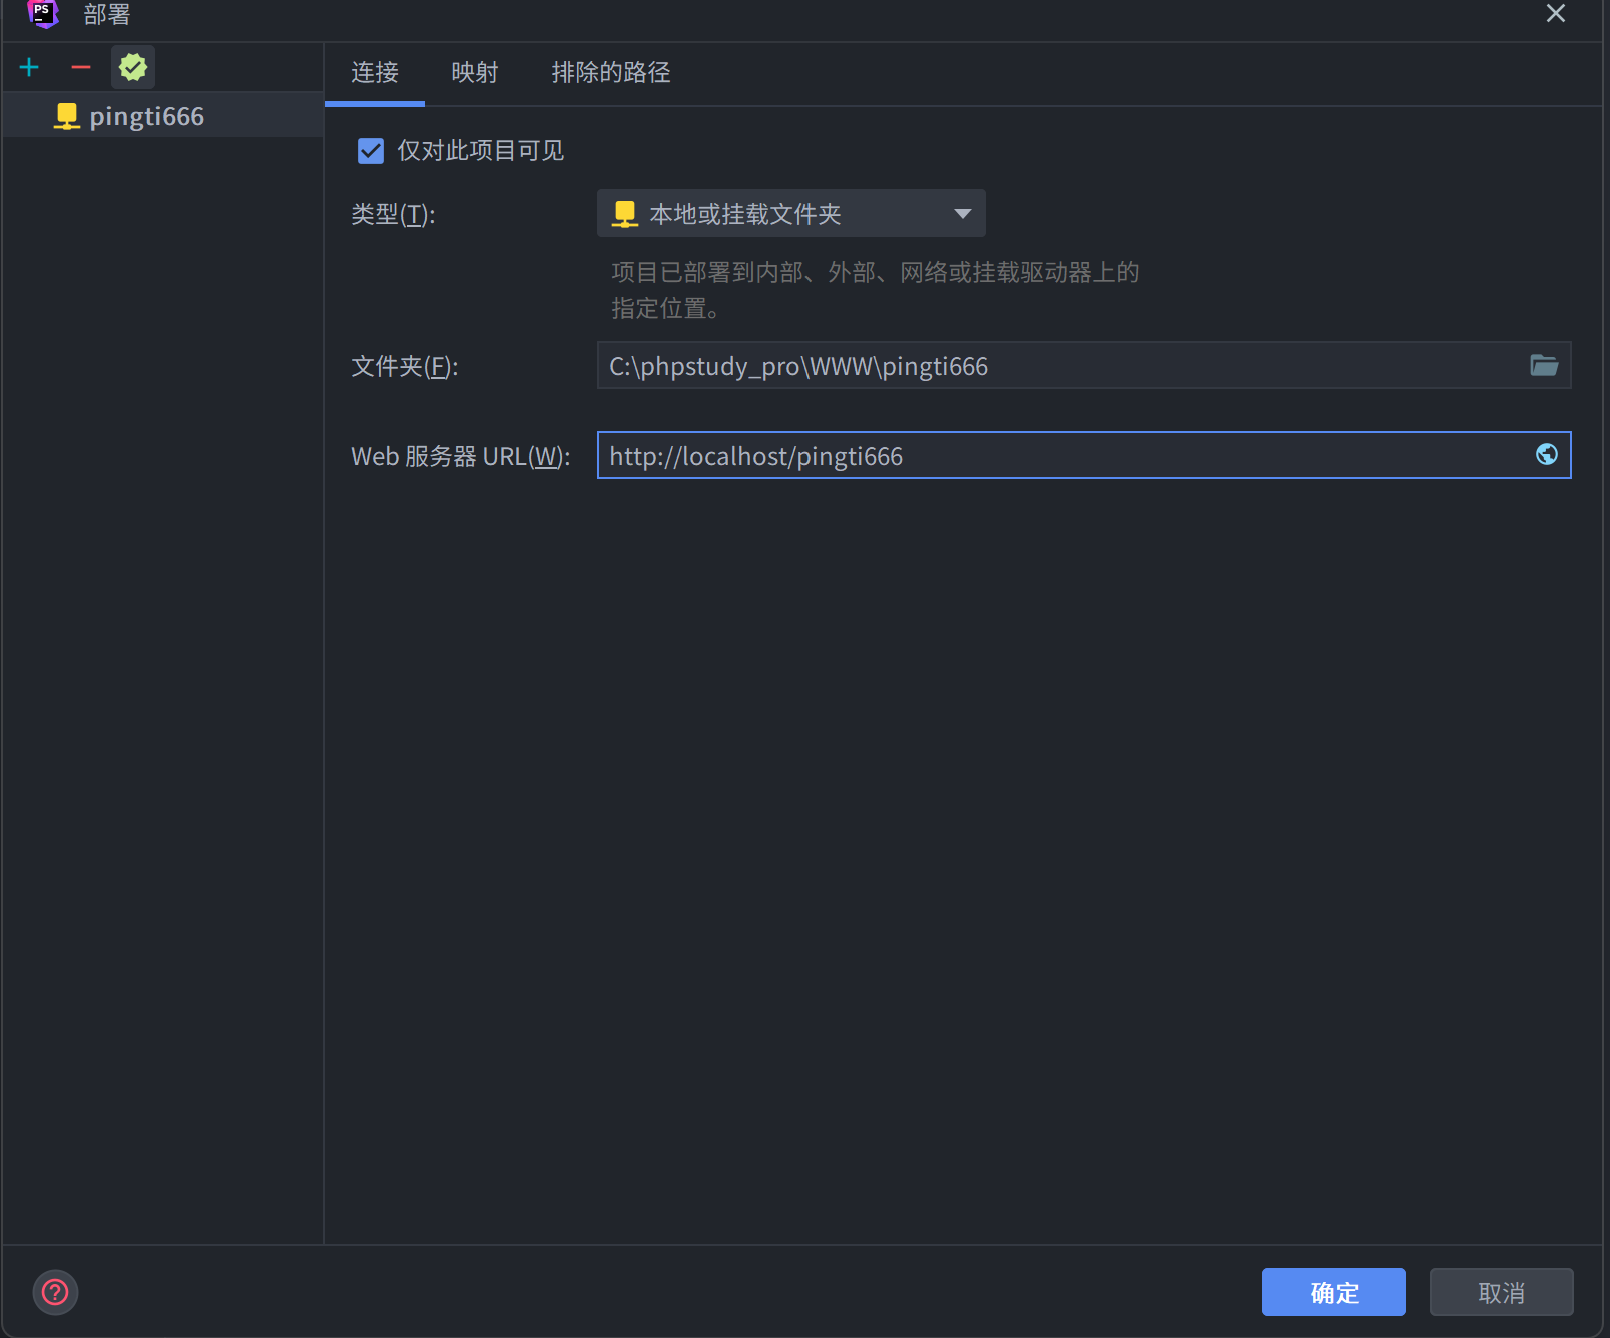 PS
部署
pingti666
连接 映射 排除的路径
仅对此项目可见
类型(T): 本地或挂载文件夹
项目已部署到内部、外部、网络或挂载驱动器上的
指定位置。
文件夹(F): C:\phpstudy_pro\WWW\pingti666
Web 服务器 URL(W): http://localhost/pingti666
?
确定 取消